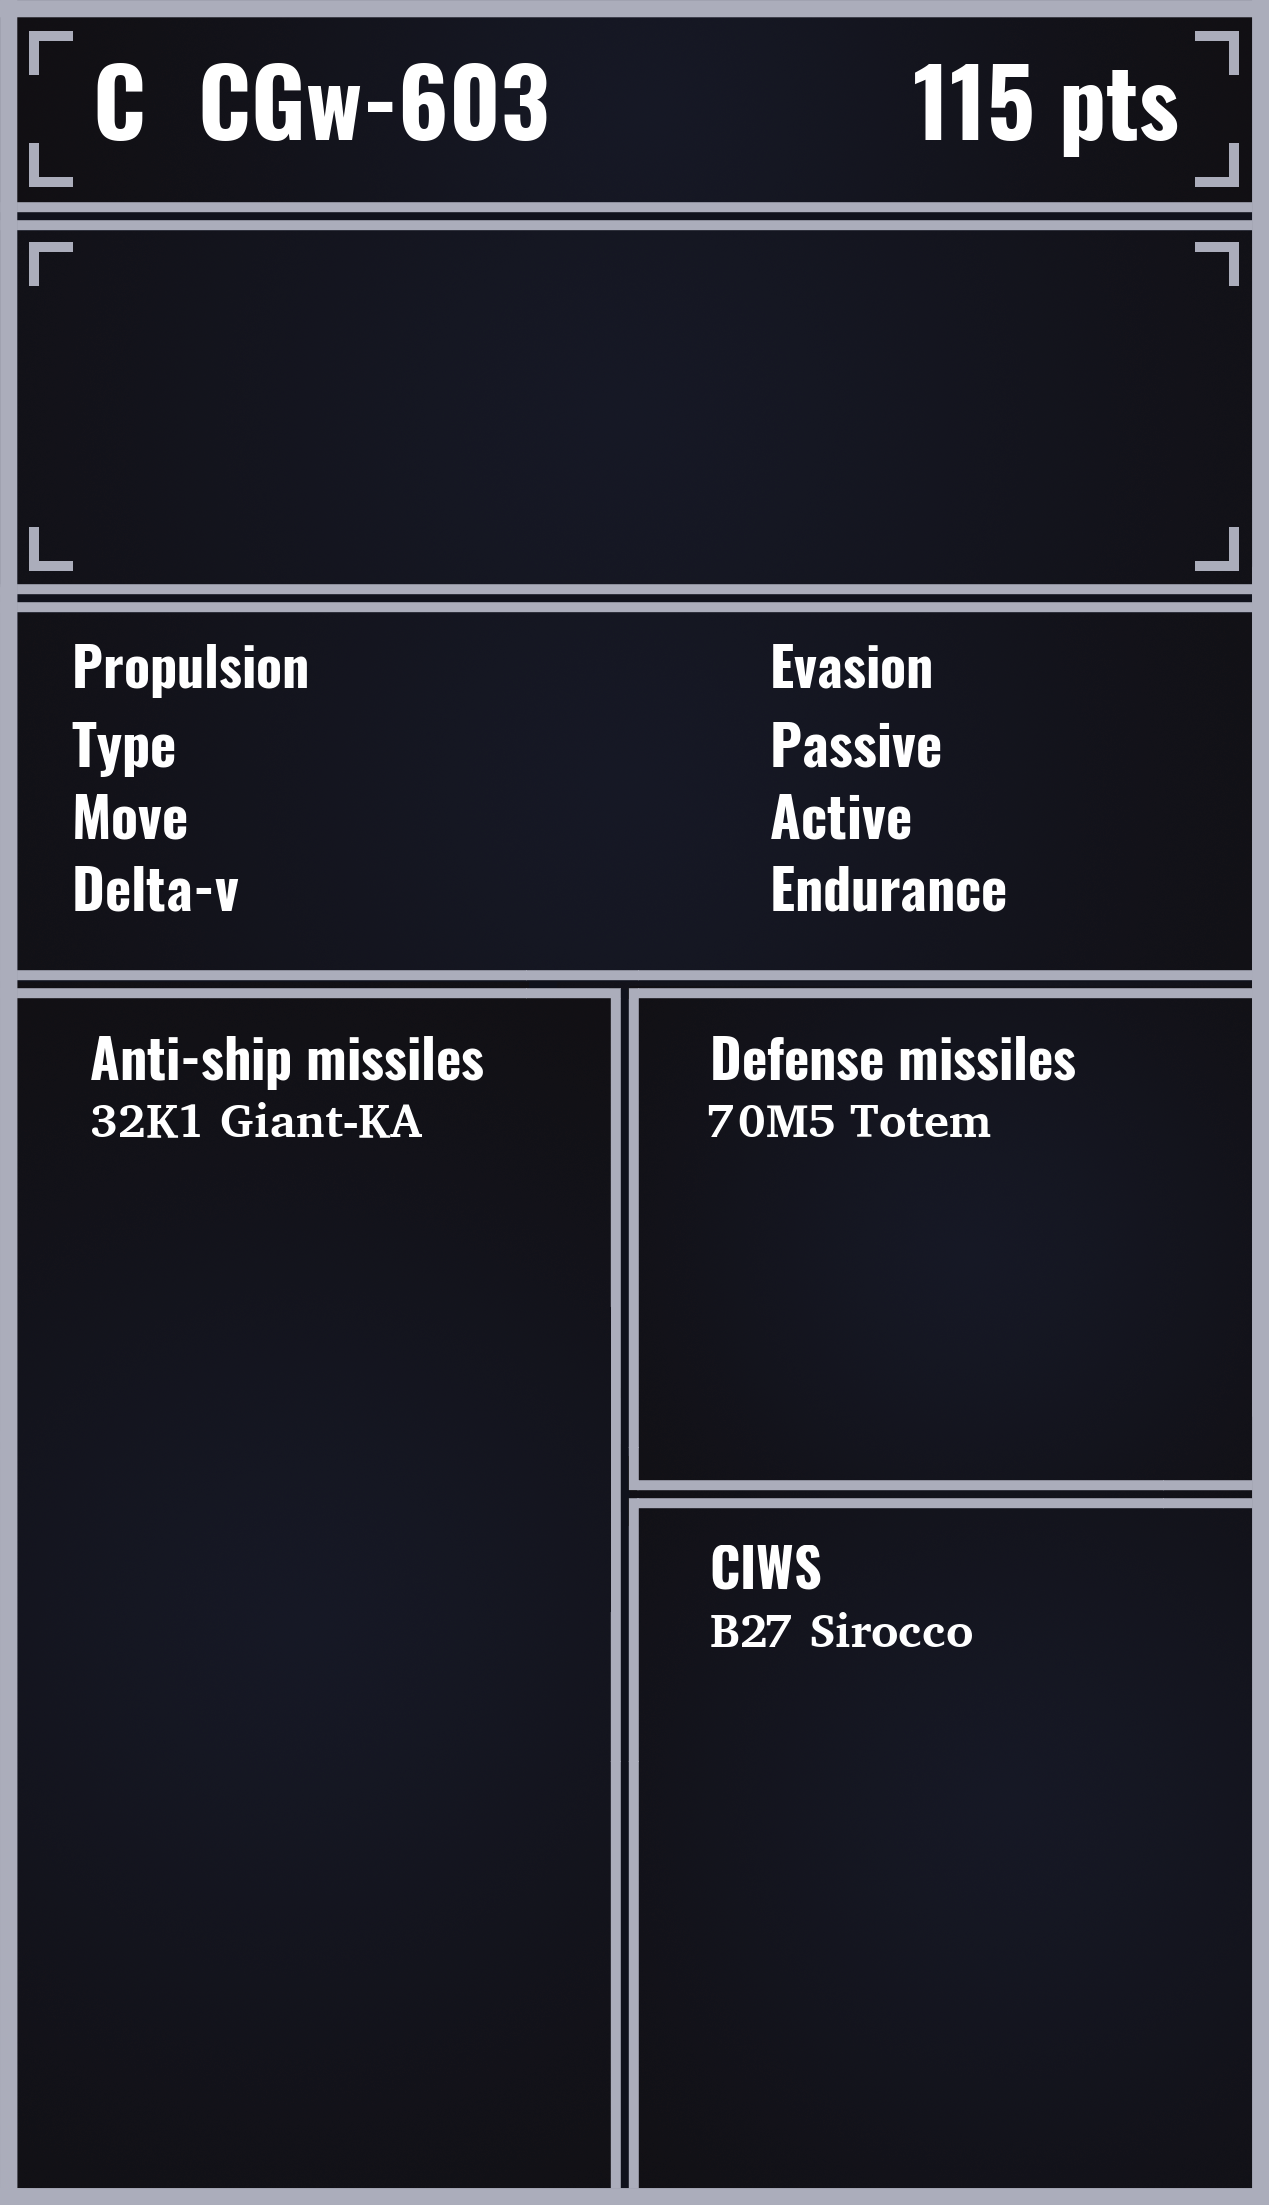 C CGw-603 115 pts
Propulsion
Type
Move
Delta-v
Evasion
Passive
Active
Endurance
Anti-ship missiles
32K1 Giant-KA
Defense missiles
70M5 Totem
CIWS
B27 Sirocco